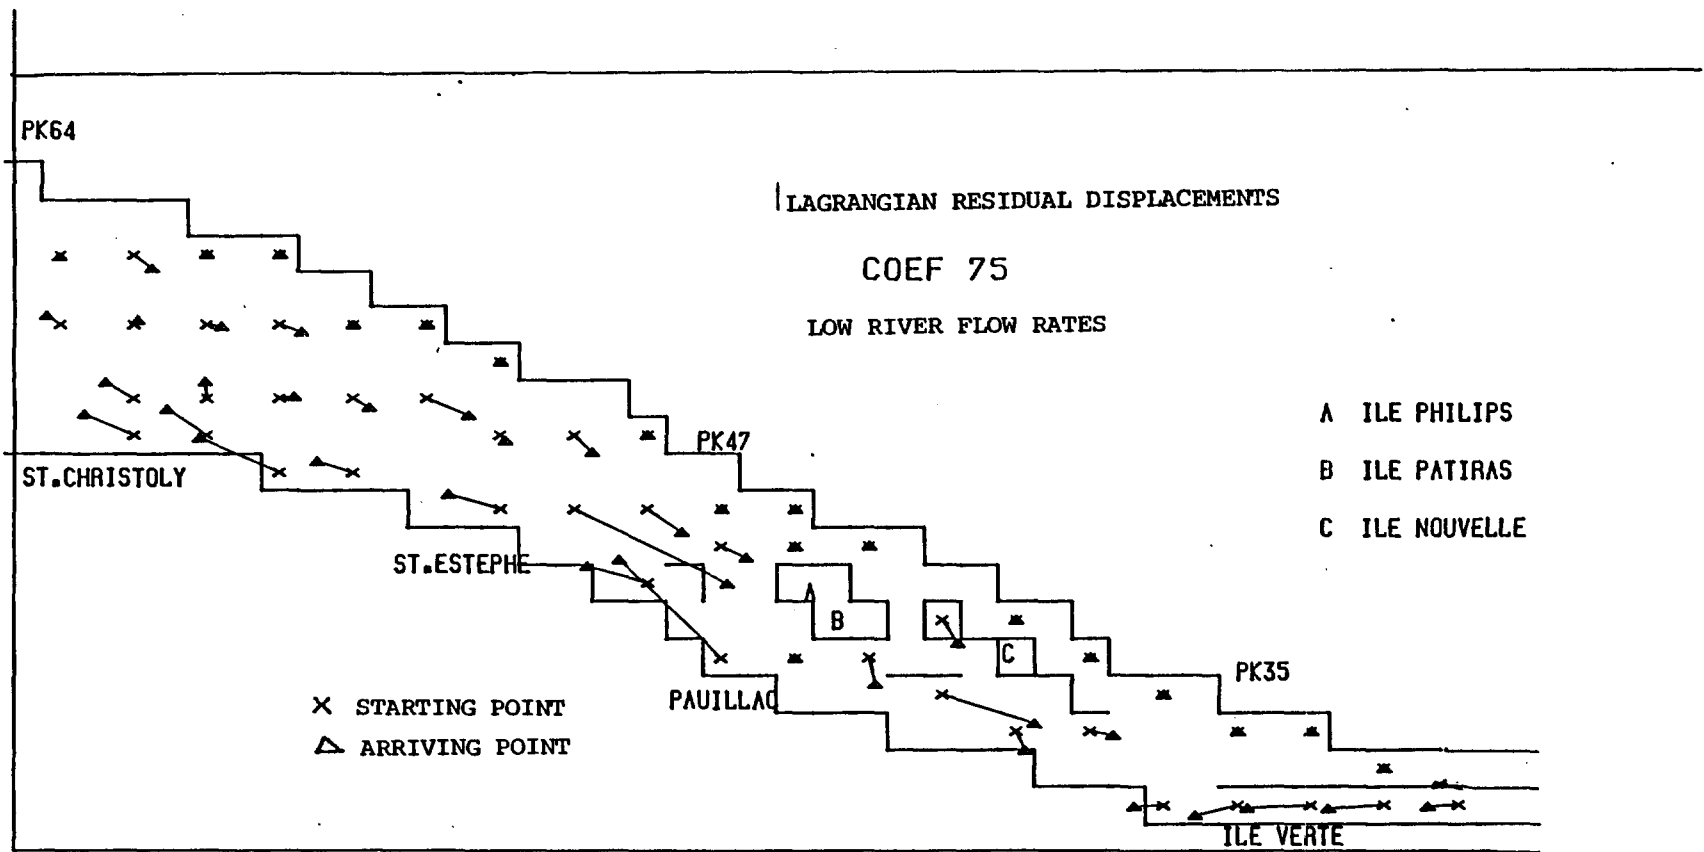 PK64
LAGRANGIAN RESIDUAL DISPLACEMENTS
COEF 75
LOW RIVER FLOW RATES
A ILE PHILIPS
PK47
B ILE PATIRAS
ST.CHRISTOLY
C ILE NOUVELLE
ST.ESTEPHE
A
B
C
PK35
PAUILLAC
X STARTING POINT
△ ARRIVING POINT
ILE VERTE